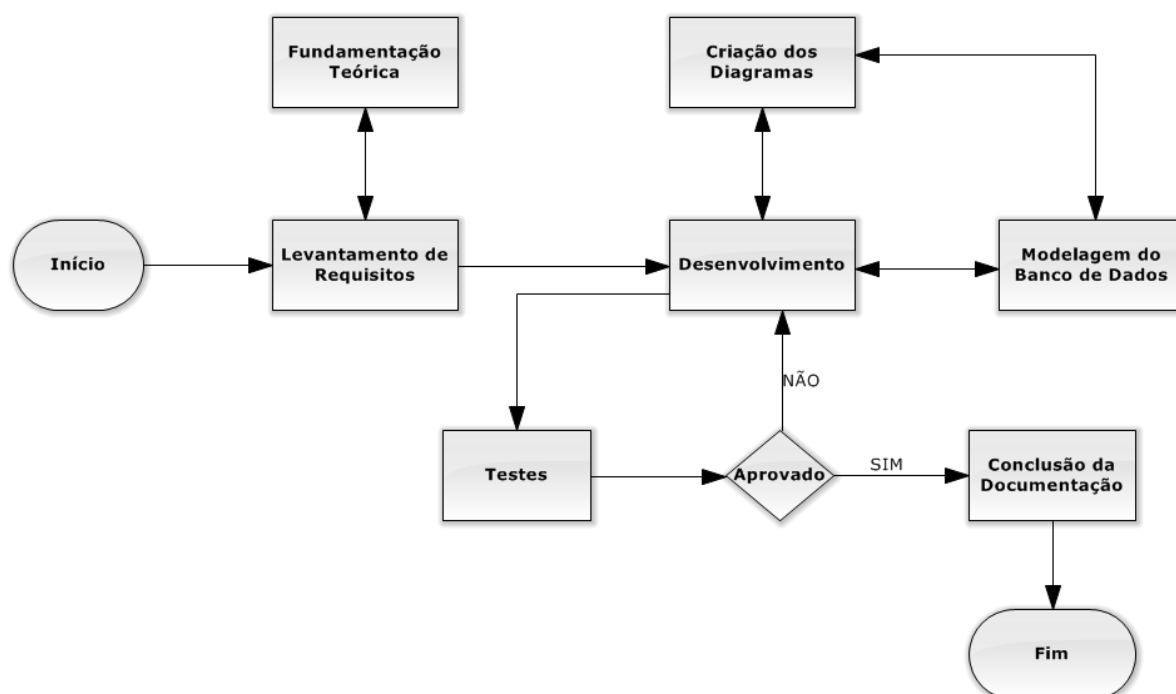 Fundamentação
Teórica
Criação dos
Diagramas
Início
Levantamento de
Requisitos
Desenvolvimento
Modelagem do
Banco de Dados
NÃO
Testes
Aprovado
SIM
Conclusão da
Documentação
Fim